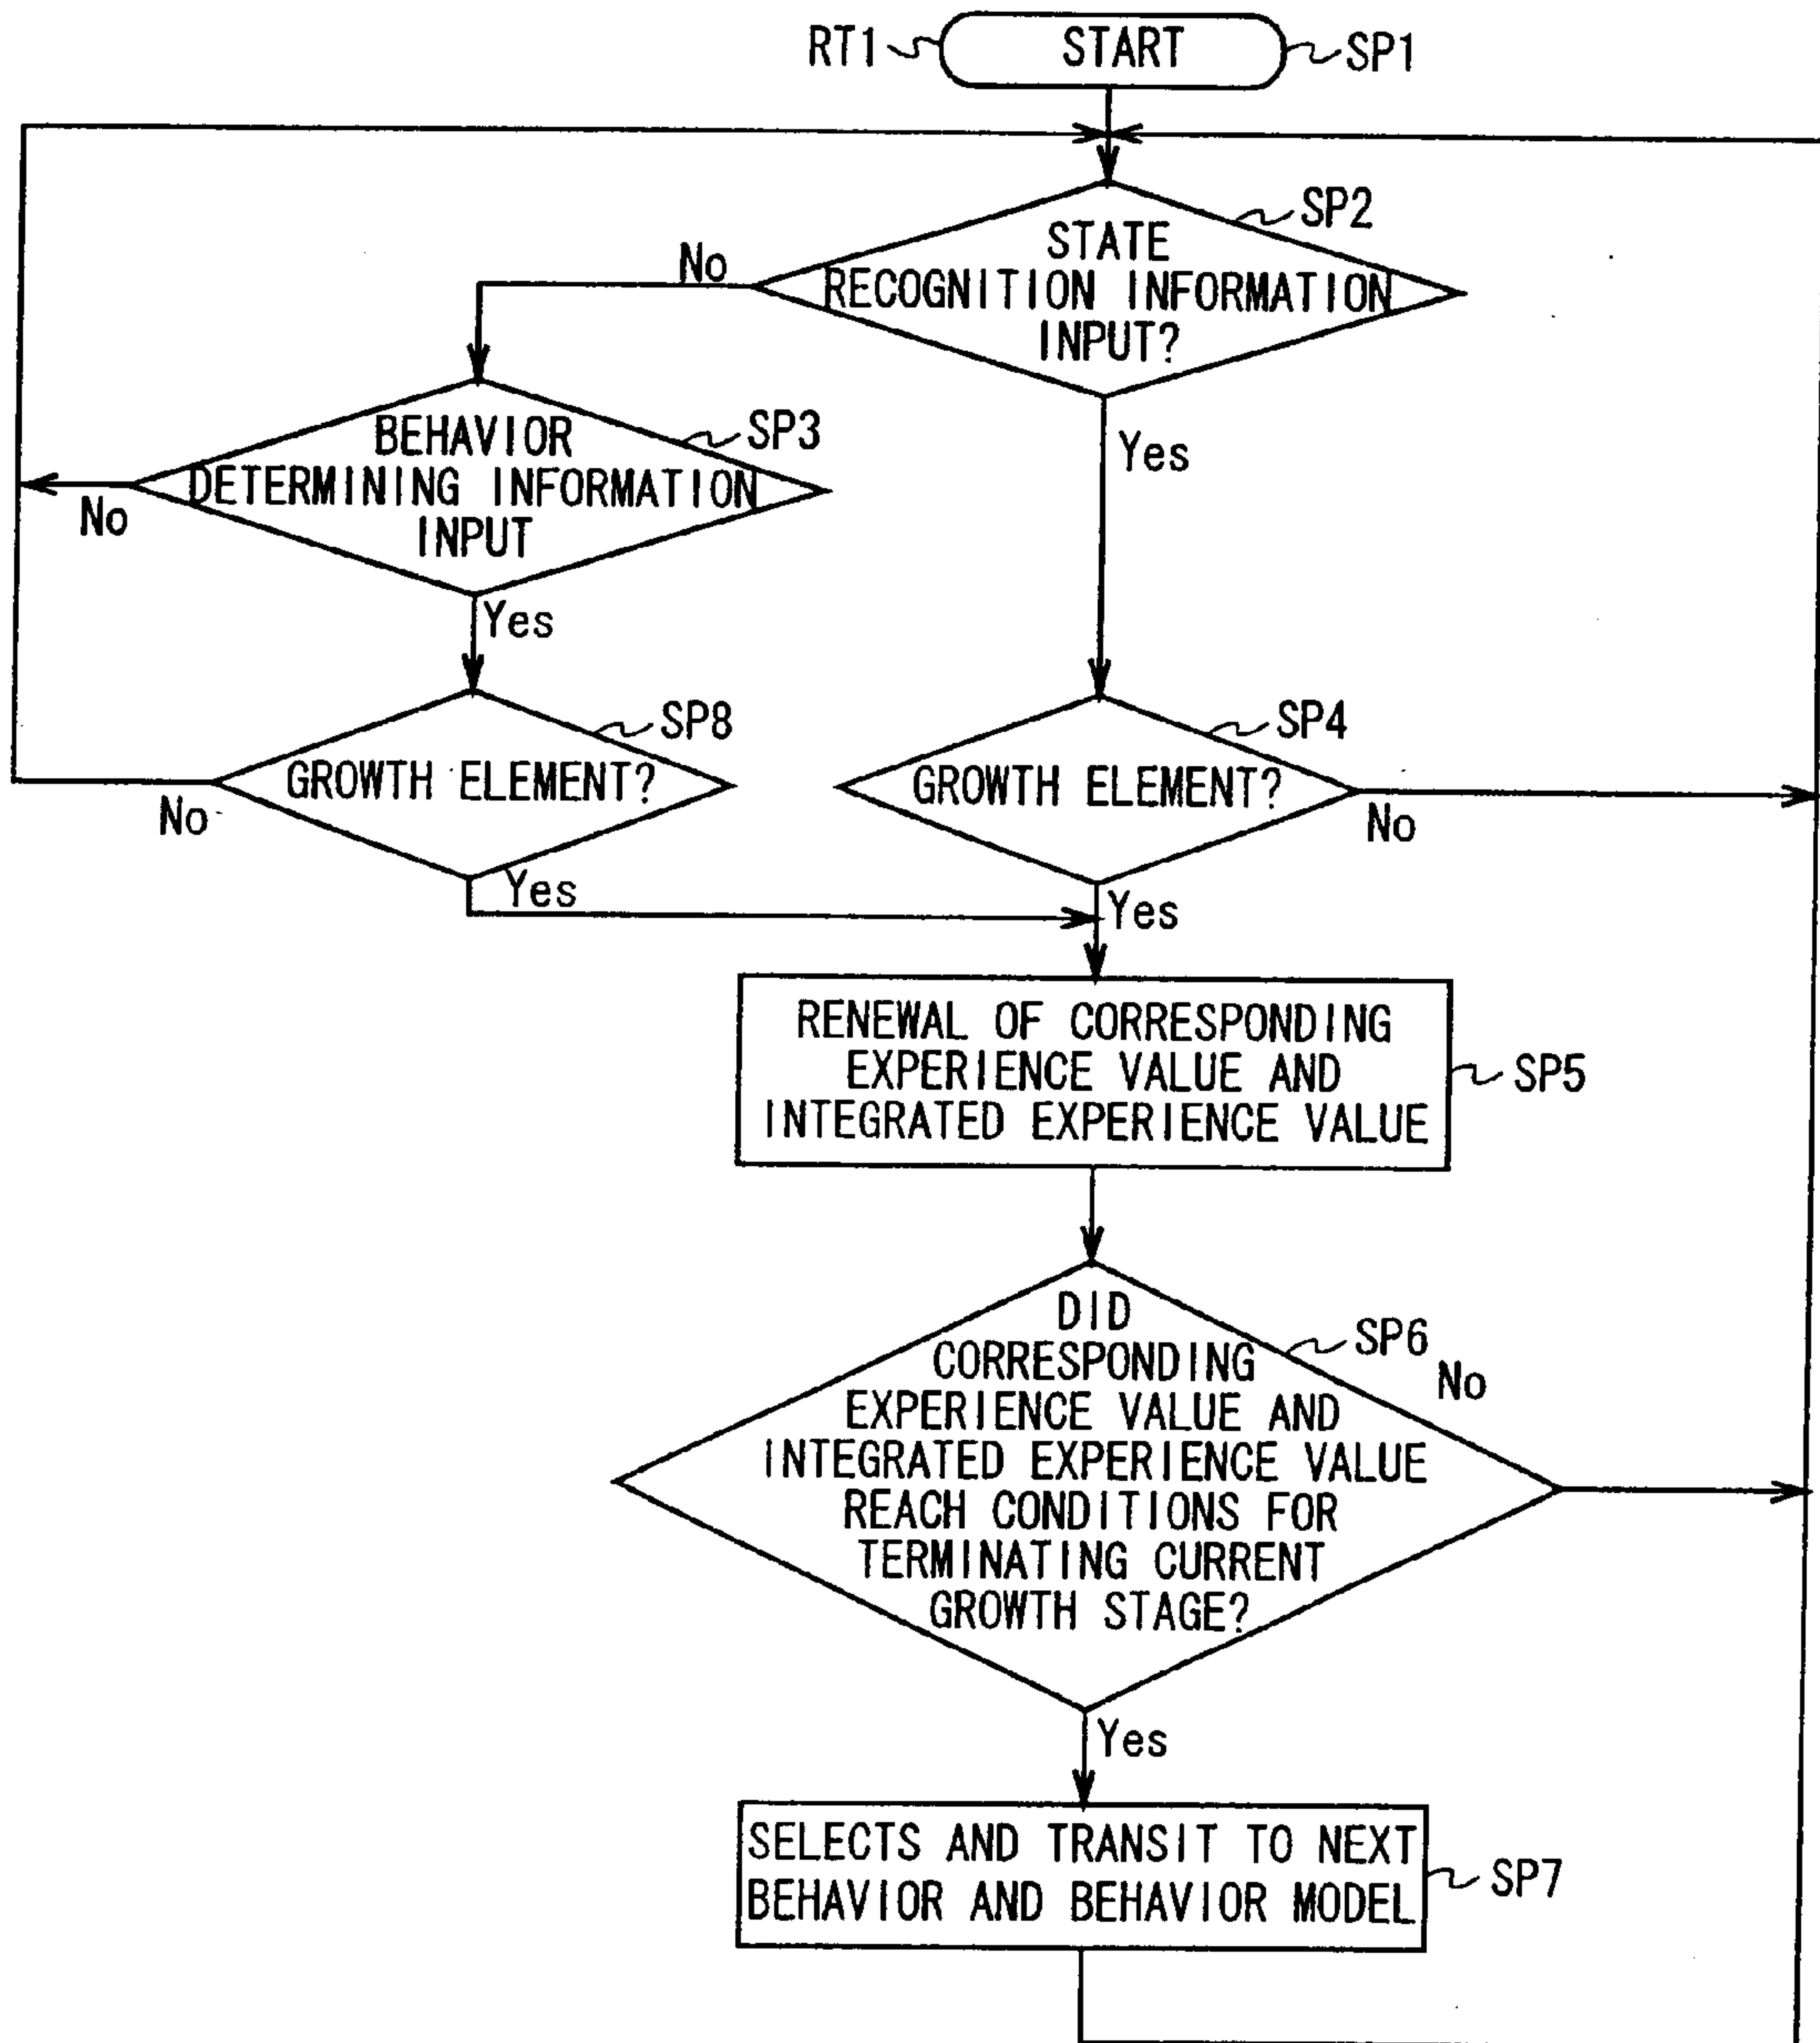 RT1
START
SP1
SP2
STATE
RECOGNITION INFORMATION
INPUT?
No
Yes
SP3
BEHAVIOR
DETERMINING INFORMATION
INPUT
No
Yes
SP8
GROWTH ELEMENT?
No
Yes
SP4
GROWTH ELEMENT?
No
Yes
RENEWAL OF CORRESPONDING
EXPERIENCE VALUE AND
INTEGRATED EXPERIENCE VALUE
SP5
DID
CORRESPONDING
EXPERIENCE VALUE AND
INTEGRATED EXPERIENCE VALUE
REACH CONDITIONS FOR
TERMINATING CURRENT
GROWTH STAGE?
SP6
No
Yes
SELECTS AND TRANSIT TO NEXT
BEHAVIOR AND BEHAVIOR MODEL
SP7